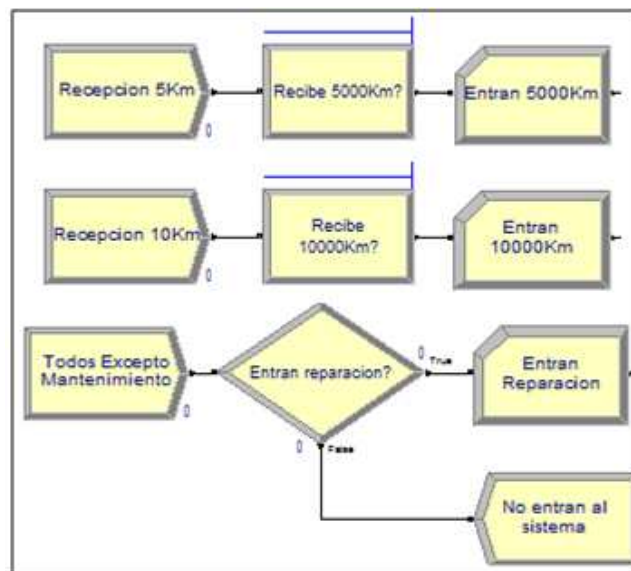 Recepcion 5Km
0
Recibe 5000Km?
Entran 5000Km
Recepcion 10Km
0
Recibe
10000Km?
Entran
10000Km
Todos Excepto
Mantenimiento
0
Entran reparacion?
0
True
0
False
Entran
Reparacion
No entran al
sistema